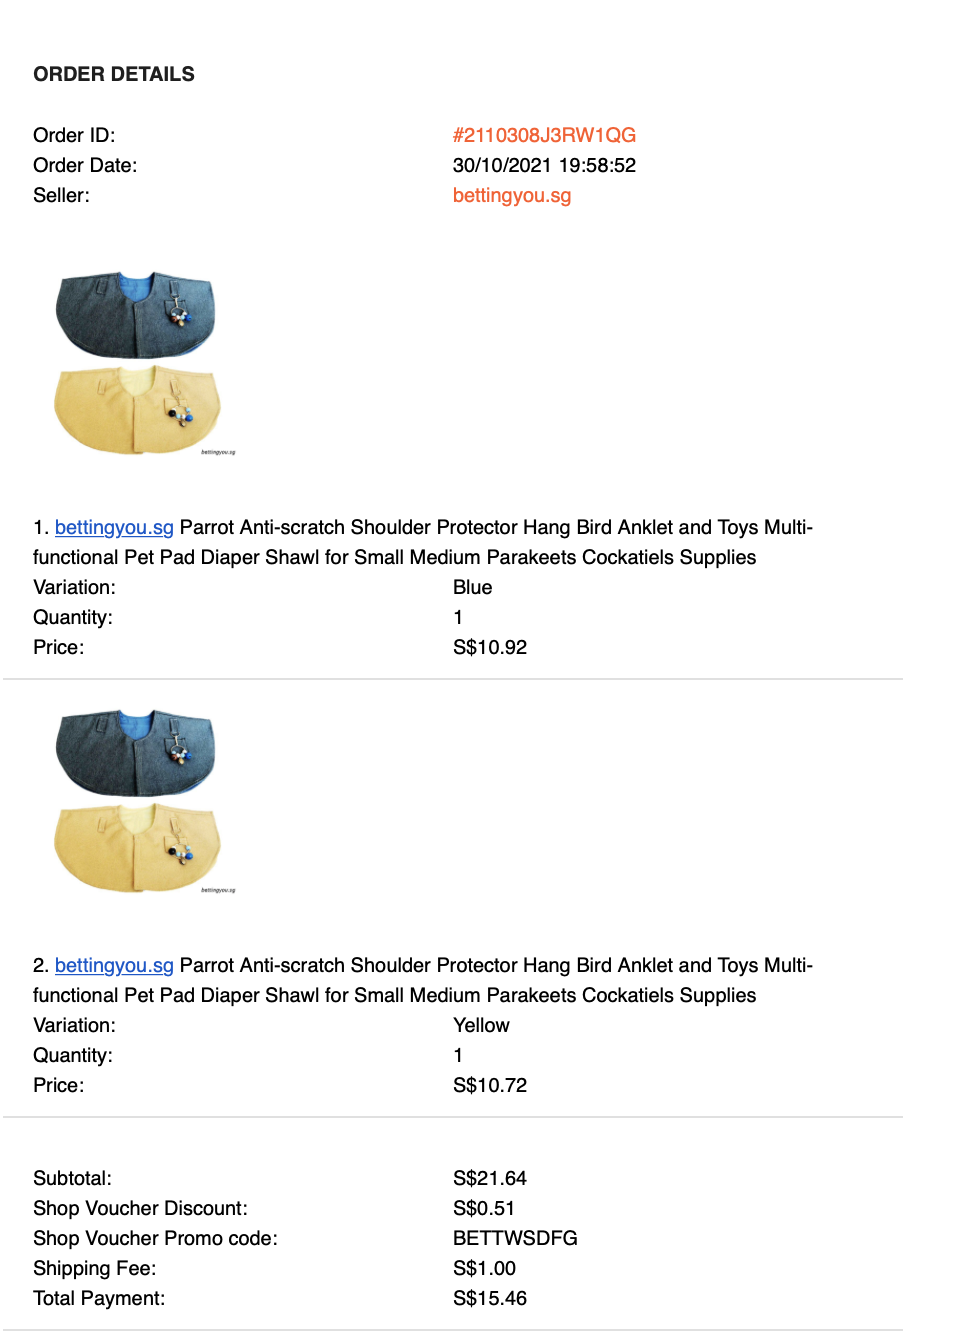 ORDER DETAILS
Order ID: #2110308J3RW1QG
Order Date: 30/10/2021 19:58:52
Seller: bettingyou.sg
bettingyou.sg
1. bettingyou.sg Parrot Anti-scratch Shoulder Protector Hang Bird Anklet and Toys Multi-
functional Pet Pad Diaper Shawl for Small Medium Parakeets Cockatiels Supplies
Variation: Blue
Quantity: 1
Price: S$10.92
bettingyou.sg
2. bettingyou.sg Parrot Anti-scratch Shoulder Protector Hang Bird Anklet and Toys Multi-
functional Pet Pad Diaper Shawl for Small Medium Parakeets Cockatiels Supplies
Variation: Yellow
Quantity: 1
Price: S$10.72
Subtotal: S$21.64
Shop Voucher Discount: S$0.51
Shop Voucher Promo code: BETTWSDFG
Shipping Fee: S$1.00
Total Payment: S$15.46